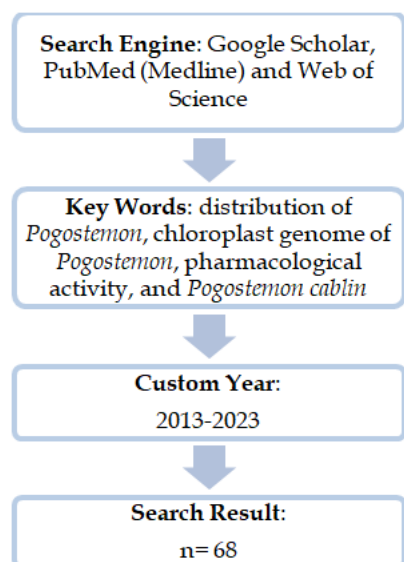 Search Engine: Google Scholar,
PubMed (Medline) and Web of
Science
Key Words: distribution of
Pogostemon, chloroplast genome of
Pogostemon, pharmacological
activity, and Pogostemon cablin
Custom Year:
2013-2023
Search Result:
n= 68